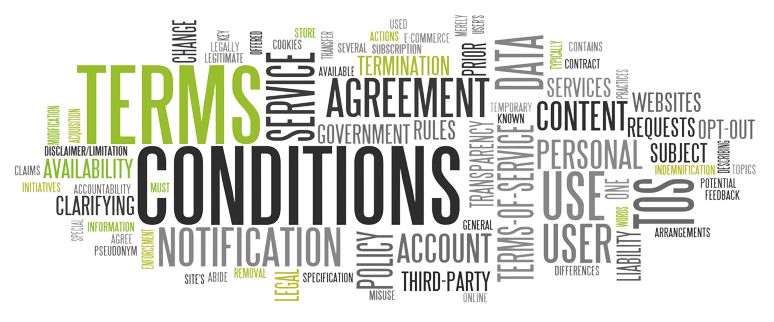 USED
STORE
ACTIONS
E-COMMERCE
MERELY
USER'S
CHANGE
KEY
LEGALLY
LEGITIMATE
OFFERED
COOKIES
TRANSFER
SEVERAL
SUBSCRIPTION
PRIOR
DATA
TYPICALLY
CONTAINS
CONTRACT
TERMS
SERVICE
AVAILABLE
TERMINATION
AGREEMENT
SERVICES
PRACTICES
WEBSITES
TEMPORARY
KNOWN
CONTENT
REQUESTS
OPT-OUT
MODIFICATION
ACQUISITION
GOVERNMENT
RULES
TRANSPARENCY
TERMS-OF-SERVICE
DISCLAIMER/LIMITATION
CLAIMS
AVAILABILITY
CONDITIONS
PERSONAL
SUBJECT
DESCRIBING
INDEMNIFICATION
TOPICS
INITIATIVES
ACCOUNTABILITY
MUST
USE
ONE
TOS
POTENTIAL
FEEDBACK
CLARIFYING
SPECIAL
INFORMATION
AGREE
PSEUDONYM
ENFORCEMENT
NOTIFICATION
POLICY
GENERAL
ACCOUNT
USER
WORDS
LIABILITY
ARRANGEMENTS
SITE'S
ABIDE
REMOVAL
LEGAL
SPECIFICATION
THIRD-PARTY
DIFFERENCES
MISUSE
ONLINE